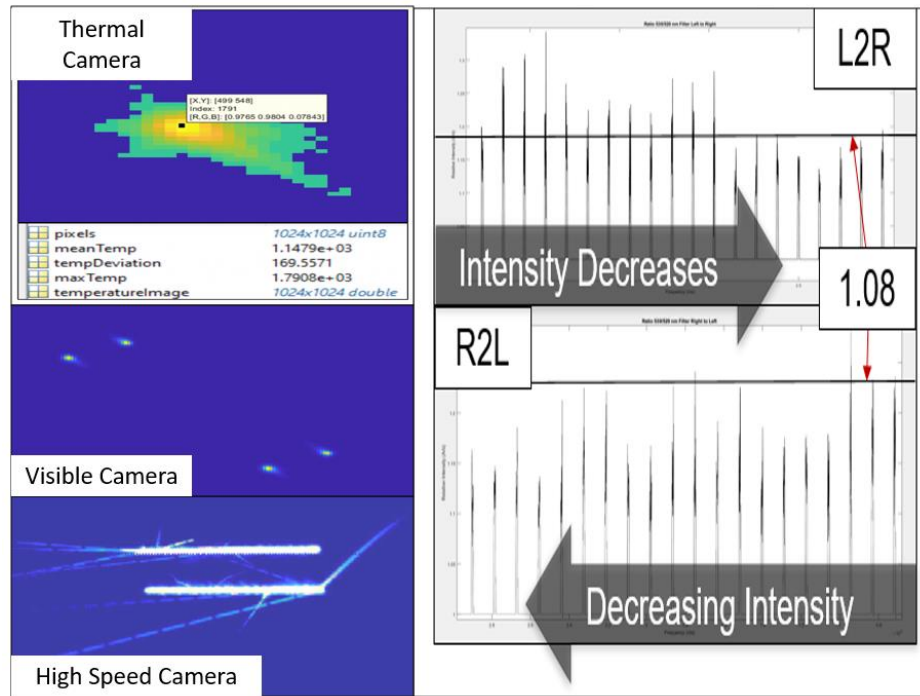 Thermal
Camera
[X,Y]: [499 548]
Index: 1791
[R,G,B]: [0.9765 0.9804 0.07843]
pixels 1024x1024 uint8
meanTemp 1.1479e+03
tempDeviation 169.5571
maxTemp 1.7908e+03
temperatureImage 1024x1024 double
Visible Camera
High Speed Camera
L2R
Intensity Decreases
1.08
R2L
Decreasing Intensity